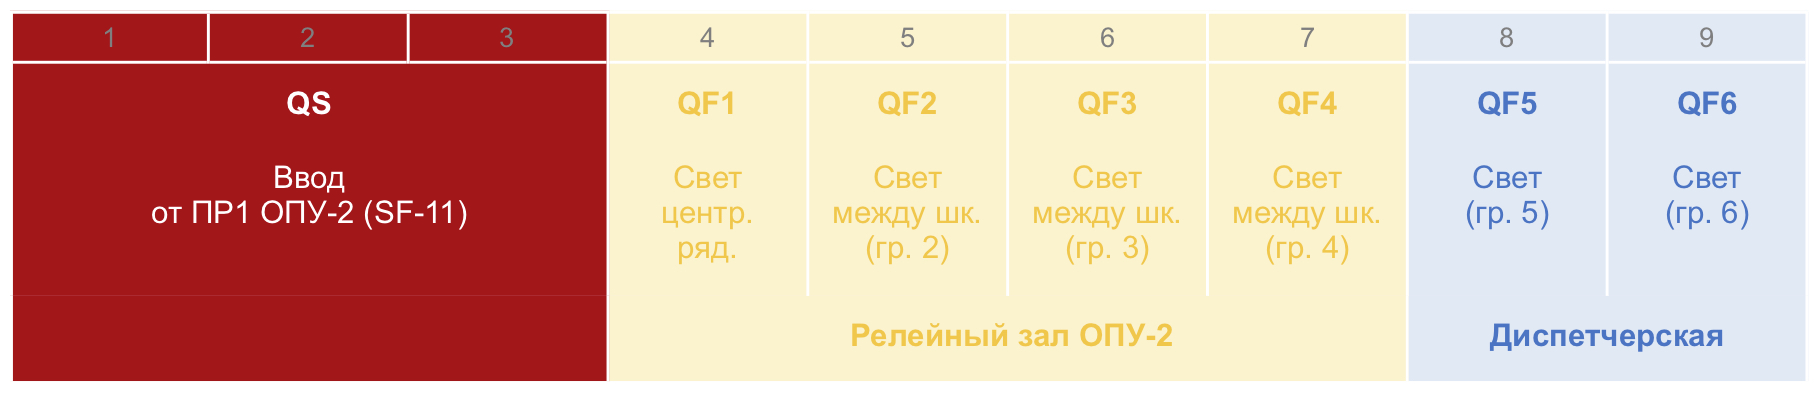 1 2 3 4 5 6 7 8 9
QS QF1 QF2 QF3 QF4 QF5 QF6
Ввод
от ПР1 ОПУ-2 (SF-11)
Свет
центр.
ряд.
Свет
между шк.
(гр. 2)
Свет
между шк.
(гр. 3)
Свет
между шк.
(гр. 4)
Свет
(гр. 5)
Свет
(гр. 6)
Релейный зал ОПУ-2
Диспетчерская